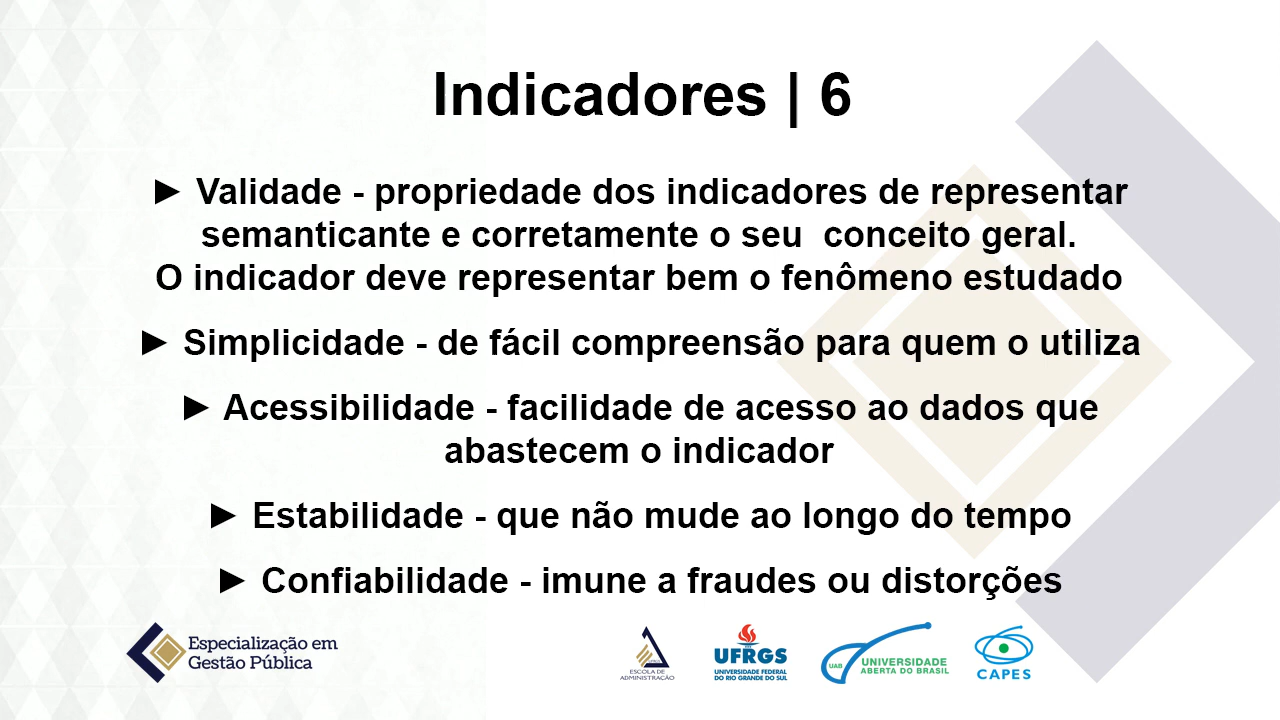 Indicadores | 6
► Validade - propriedade dos indicadores de representar
semanticante e corretamente o seu  conceito geral.
O indicador deve representar bem o fenômeno estudado
► Simplicidade - de fácil compreensão para quem o utiliza
► Acessibilidade - facilidade de acesso ao dados que
abastecem o indicador
► Estabilidade - que não mude ao longo do tempo
► Confiabilidade - imune a fraudes ou distorções
Especialização em
Gestão Pública
ESCOLA DE
ADMINISTRAÇÃO
UFRGS
UNIVERSIDADE FEDERAL
DO RIO GRANDE DO SUL
UAB
UNIVERSIDADE
ABERTA DO BRASIL
CAPES